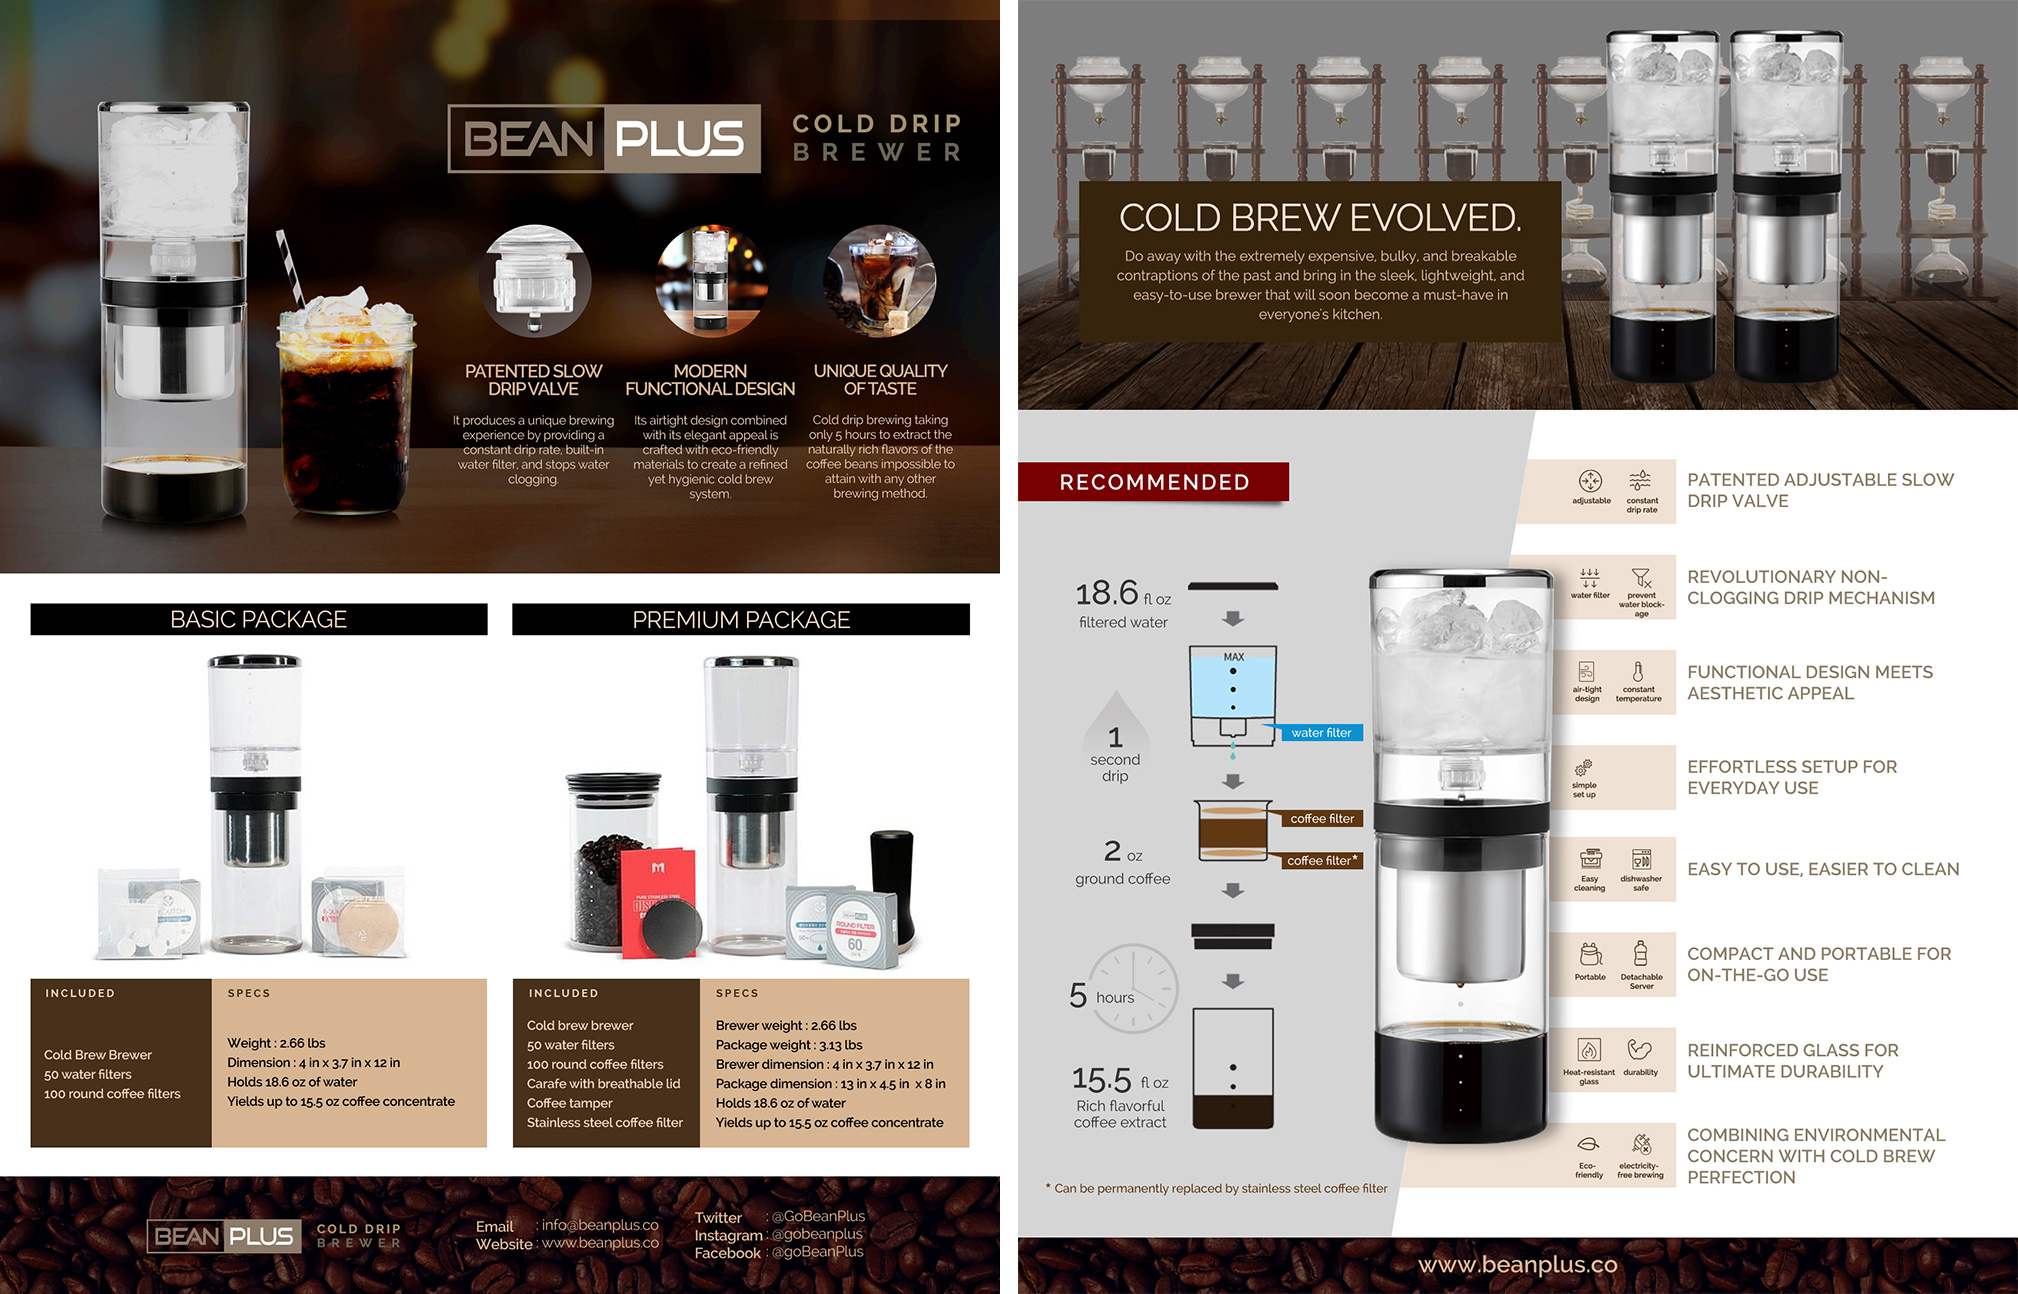 BEAN PLUS
COLD DRIP
BREWER
PATENTED SLOW
DRIP VALVE
It produces a unique brewing
experience by providing a
constant drip rate, built-in
water filter, and stops water
clogging.
MODERN
FUNCTIONAL DESIGN
Its airtight design combined
with its elegant appeal is
crafted with eco-friendly
materials to create a refined
yet hygienic cold brew
system.
UNIQUE QUALITY
OF TASTE
Cold drip brewing taking
only 5 hours to extract the
naturally rich flavors of the
coffee beans impossible to
attain with any other
brewing method.
BASIC PACKAGE
INCLUDED
Cold Brew Brewer
50 water filters
100 round coffee filters
SPECS
Weight : 2.66 lbs
Dimension : 4 in x 3.7 in x 12 in
Holds 18.6 oz of water
Yields up to 15.5 oz coffee concentrate
PREMIUM PACKAGE
BEAN PLUS
ROUND FILTER
60
INCLUDED
Cold brew brewer
50 water filters
100 round coffee filters
Carafe with breathable lid
Coffee tamper
Stainless steel coffee filter
SPECS
Brewer weight : 2.66 lbs
Package weight : 3.13 lbs
Brewer dimension : 4 in x 3.7 in x 12 in
Package dimension : 13 in x 4.5 in x 8 in
Holds 18.6 oz of water
Yields up to 15.5 oz coffee concentrate
BEAN PLUS
COLD DRIP
BREWER
Email : info@beanplus.co
Website : www.beanplus.co
Twitter : @GoBeanPlus
Instagram : @gobeanplus
Facebook : @goBeanPlus
COLD BREW EVOLVED.
Do away with the extremely expensive, bulky, and breakable
contraptions of the past and bring in the sleek, lightweight, and
easy-to-use brewer that will soon become a must-have in
everyone's kitchen.
RECOMMENDED
18.6 fl oz
filtered water
MAX
water filter
1
second
drip
coffee filter
coffee filter*
2 oz
ground coffee
5 hours
15.5 fl oz
Rich flavorful
coffee extract
* Can be permanently replaced by stainless steel coffee filter
adjustable
constant
drip rate
PATENTED ADJUSTABLE SLOW
DRIP VALVE
water filter
prevent
water block-
age
REVOLUTIONARY NON-
CLOGGING DRIP MECHANISM
air-tight
design
constant
temperature
FUNCTIONAL DESIGN MEETS
AESTHETIC APPEAL
simple
set up
EFFORTLESS SETUP FOR
EVERYDAY USE
Easy
cleaning
dishwasher
safe
EASY TO USE, EASIER TO CLEAN
Portable
Detachable
Server
COMPACT AND PORTABLE FOR
ON-THE-GO USE
Heat-resistant
glass
durability
REINFORCED GLASS FOR
ULTIMATE DURABILITY
Eco-
friendly
electricity-
free brewing
COMBINING ENVIRONMENTAL
CONCERN WITH COLD BREW
PERFECTION
www.beanplus.co